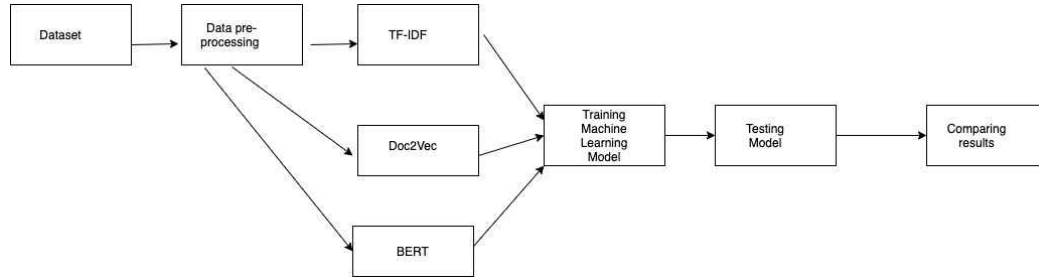 Dataset
Data pre-
processing
TF-IDF
Doc2Vec
BERT
Training
Machine
Learning
Model
Testing
Model
Comparing
results